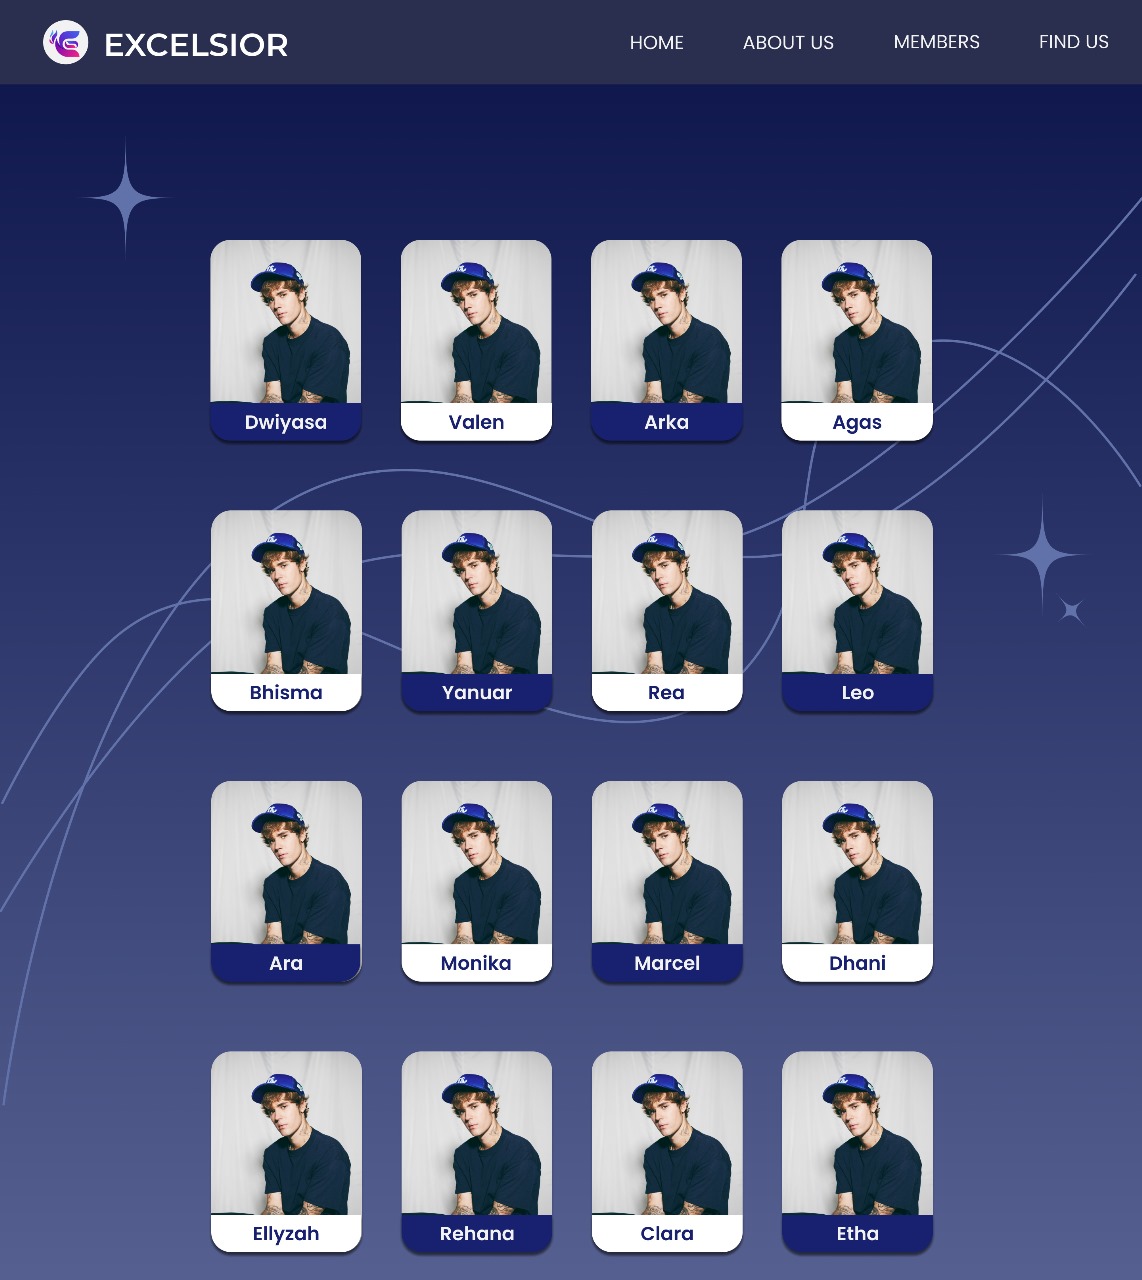 EXCELSIOR
HOME ABOUT US MEMBERS FIND US
Dwiyasa Valen Arka Agas
Bhisma Yanuar Rea Leo
Ara Monika Marcel Dhani
Ellyzah Rehana Clara Etha